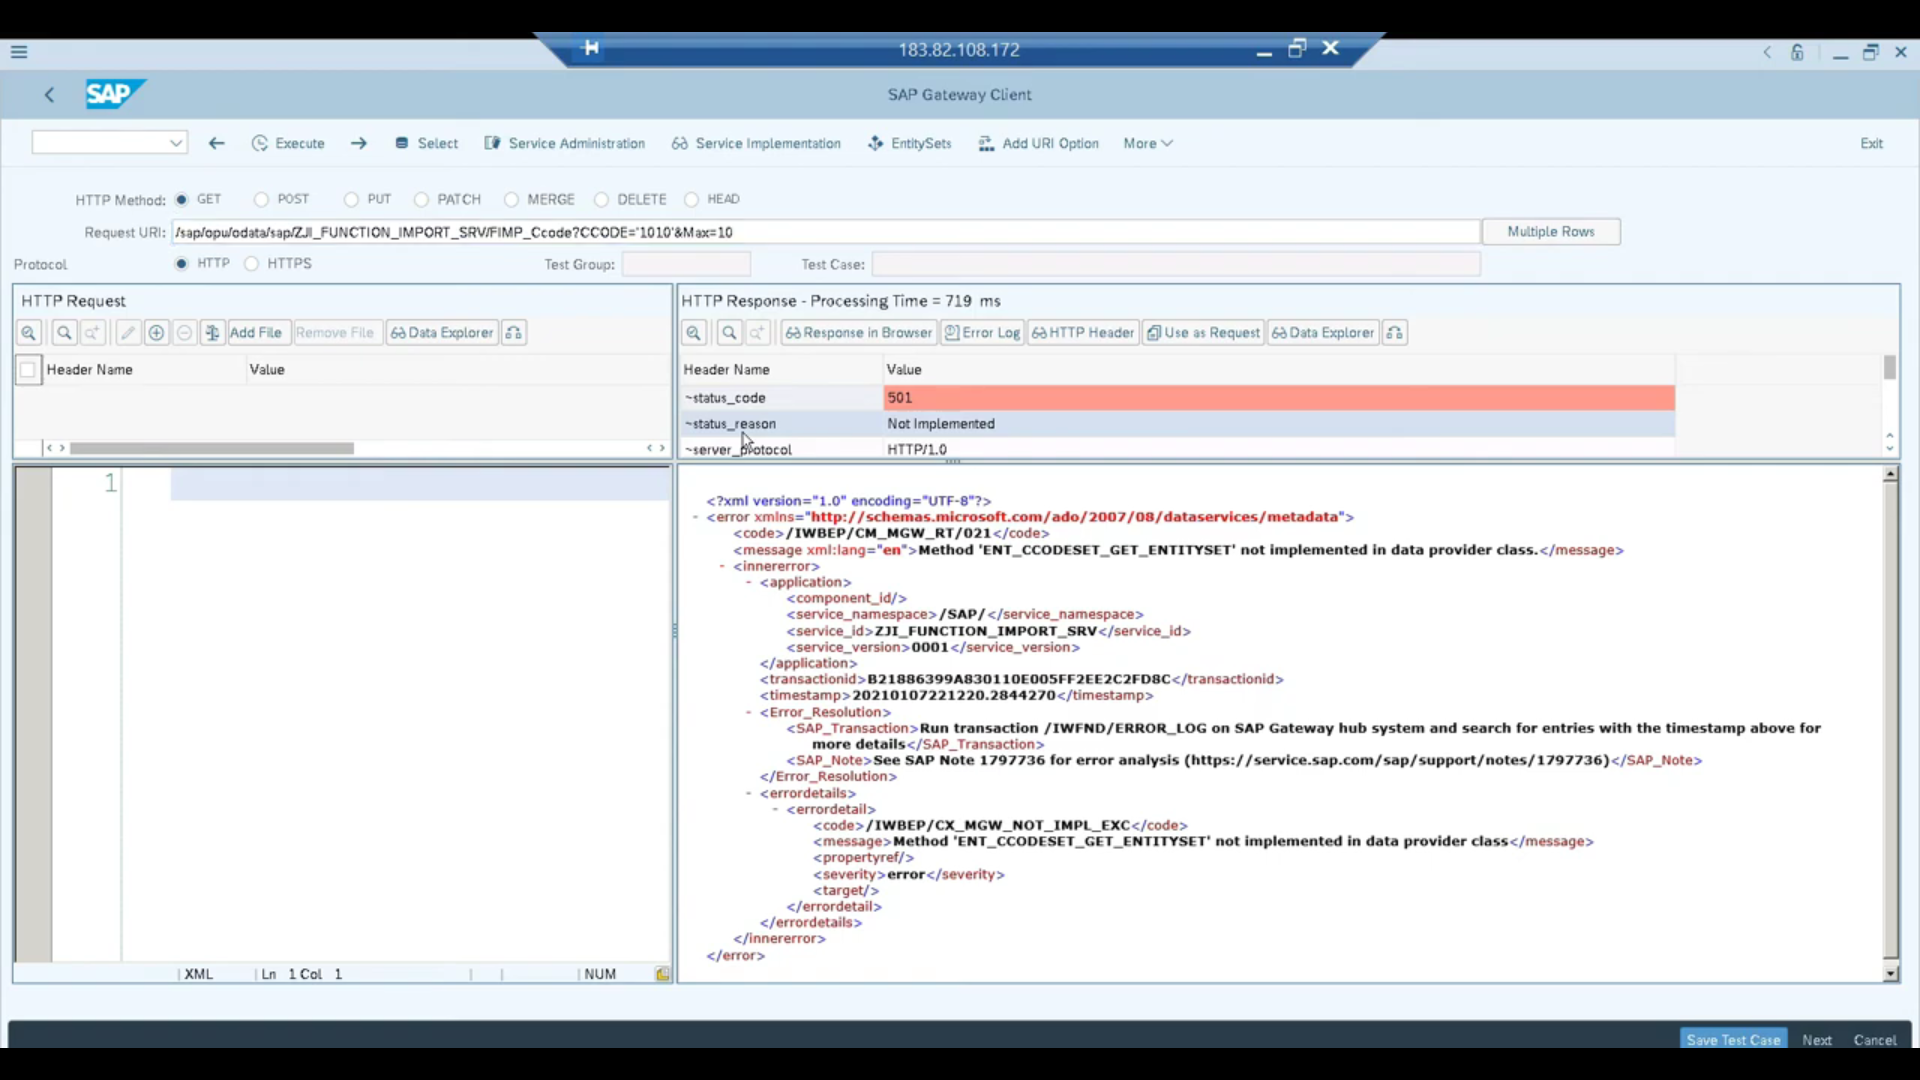 183.82.108.172
SAP
SAP Gateway Client
Execute Select Service Administration Service Implementation EntitySets Add URI Option More Exit
HTTP Method: GET POST PUT PATCH MERGE DELETE HEAD
Request URI: /sap/opu/odata/sap/ZJI_FUNCTION_IMPORT_SRV/FIMP_Ccode?CCODE='1010'&Max=10 Multiple Rows
Protocol HTTP HTTPS Test Group: Test Case:
HTTP Request
Add File Remove File Data Explorer
Header Name Value
1
XML Ln 1 Col 1 NUM
HTTP Response - Processing Time = 719 ms
Response in Browser Error Log HTTP Header Use as Request Data Explorer
Header Name Value
~status_code 501
~status_reason Not Implemented
~server_protocol HTTP/1.0
<?xml version="1.0" encoding="UTF-8"?>
- <error xmlns="http://schemas.microsoft.com/ado/2007/08/dataservices/metadata">
<code>/IWBEP/CM_MGW_RT/021</code>
<message xml:lang="en">Method 'ENT_CCODESET_GET_ENTITYSET' not implemented in data provider class.</message>
- <innererror>
- <application>
<component_id/>
<service_namespace>/SAP/</service_namespace>
<service_id>ZJI_FUNCTION_IMPORT_SRV</service_id>
<service_version>0001</service_version>
</application>
<transactionid>B21886399A830110E005FF2EE2C2FD8C</transactionid>
<timestamp>20210107221220.2844270</timestamp>
- <Error_Resolution>
<SAP_Transaction>Run transaction /IWFND/ERROR_LOG on SAP Gateway hub system and search for entries with the timestamp above for
more details</SAP_Transaction>
<SAP_Note>See SAP Note 1797736 for error analysis (https://service.sap.com/sap/support/notes/1797736)</SAP_Note>
</Error_Resolution>
- <errordetails>
- <errordetail>
<code>/IWBEP/CX_MGW_NOT_IMPL_EXC</code>
<message>Method 'ENT_CCODESET_GET_ENTITYSET' not implemented in data provider class</message>
<propertyref/>
<severity>error</severity>
<target/>
</errordetail>
</errordetails>
</innererror>
</error>
Save Test Case Next Cancel